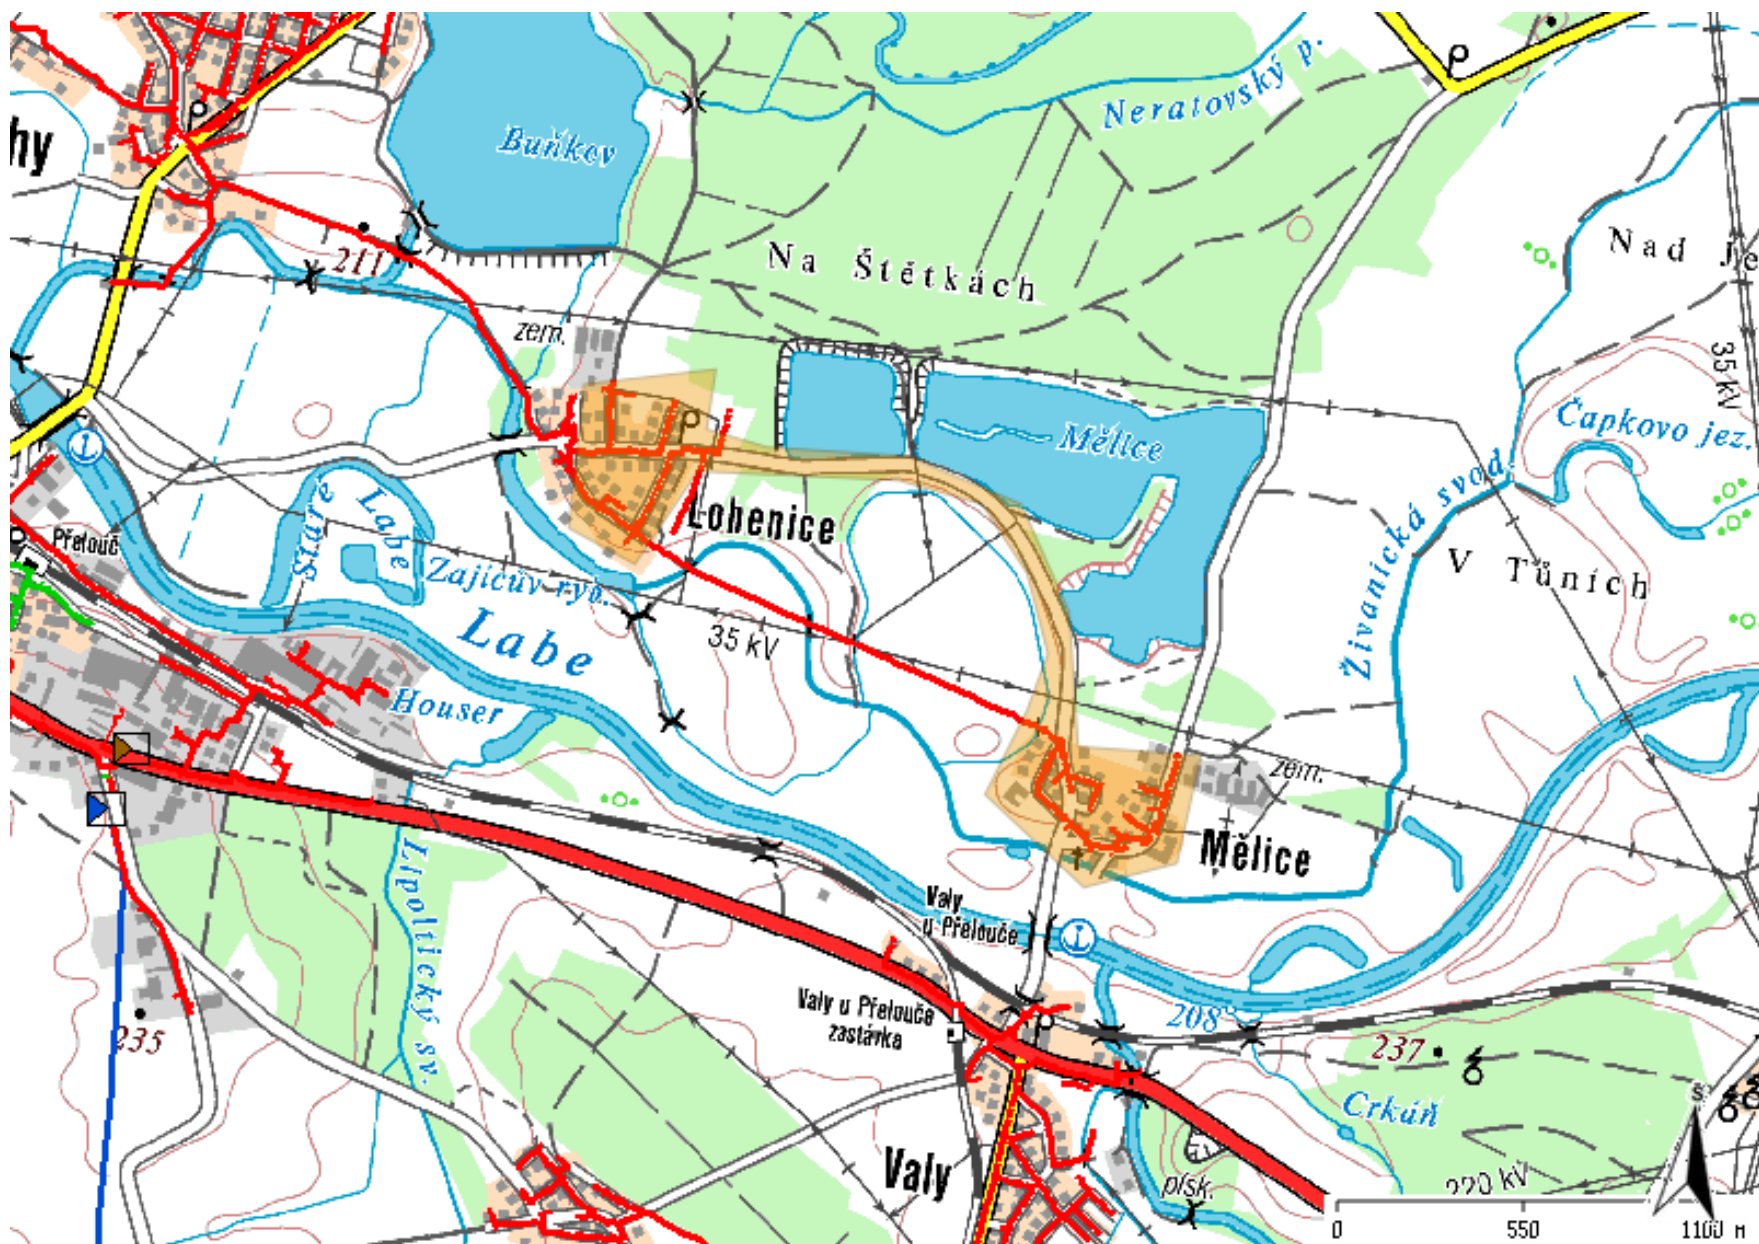 Neratovský p.
Buňkov
hy
Nad Je
211
Na Štětkách
zem.
35 kV
Čapkovo jez.
Mělice
Živanická svod.
Lohenice
Přelouč
Staré
Labe
V Tůních
Zajícův ryb.
Labe
35 kV
Houser
zem.
Mělice
Lipoltický sv.
Valy
u Přelouče
Valy u Přelouče
zastávka
208
235
237
Crkáň
Š
Valy
písk.
220 kV
0 550 1100 m